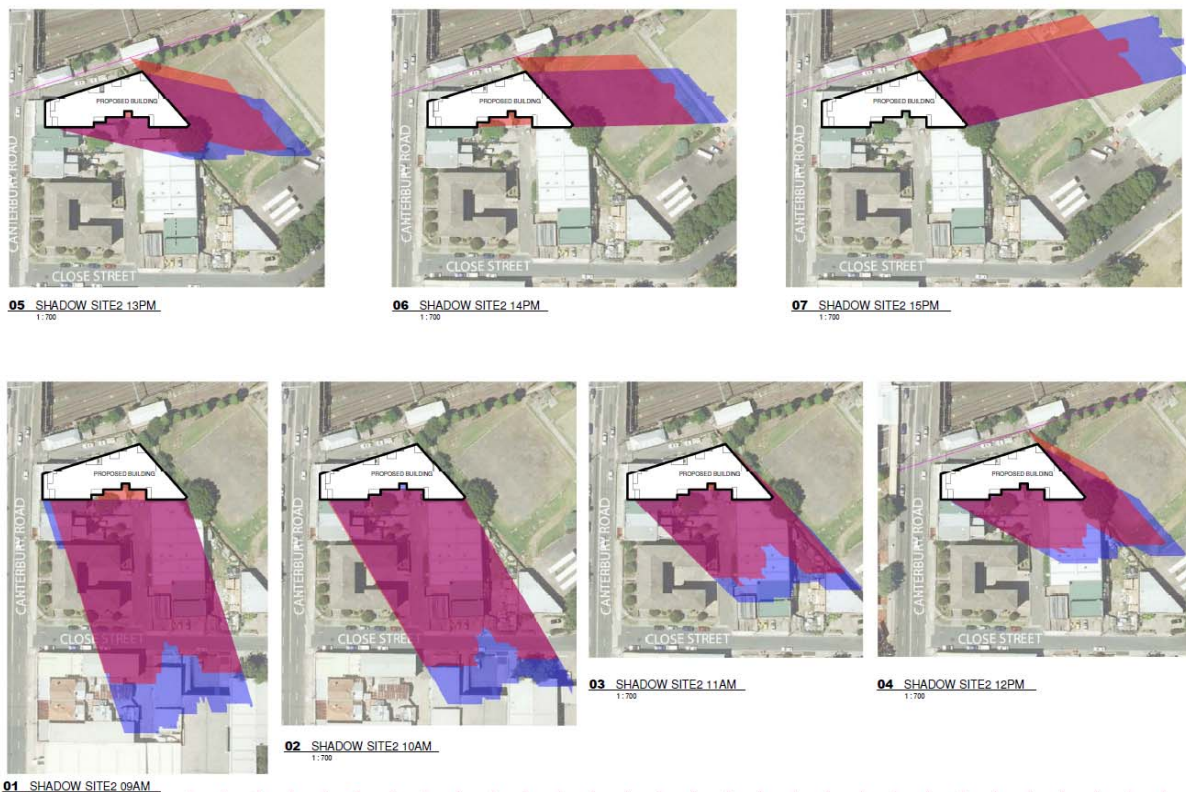 PROPOSED BUILDING
CANTERBURY ROAD
CLOSE STREET
05 SHADOW SITE2 13PM
1 : 700
PROPOSED BUILDING
CANTERBURY ROAD
CLOSE STREET
06 SHADOW SITE2 14PM
1 : 700
PROPOSED BUILDING
CANTERBURY ROAD
07 SHADOW SITE2 15PM
1 : 700
PROPOSED BUILDING
CANTERBURY ROAD
CLOSE STREET
01 SHADOW SITE2 09AM
PROPOSED BUILDING
CANTERBURY ROAD
CLOSE STREET
02 SHADOW SITE2 10AM
1 : 700
PROPOSED BUILDING
CANTERBURY ROAD
CLOSE STREET
03 SHADOW SITE2 11AM
1 : 700
PROPOSED BUILDING
CANTERBURY ROAD
CLOSE STREET
04 SHADOW SITE2 12PM
1 : 700